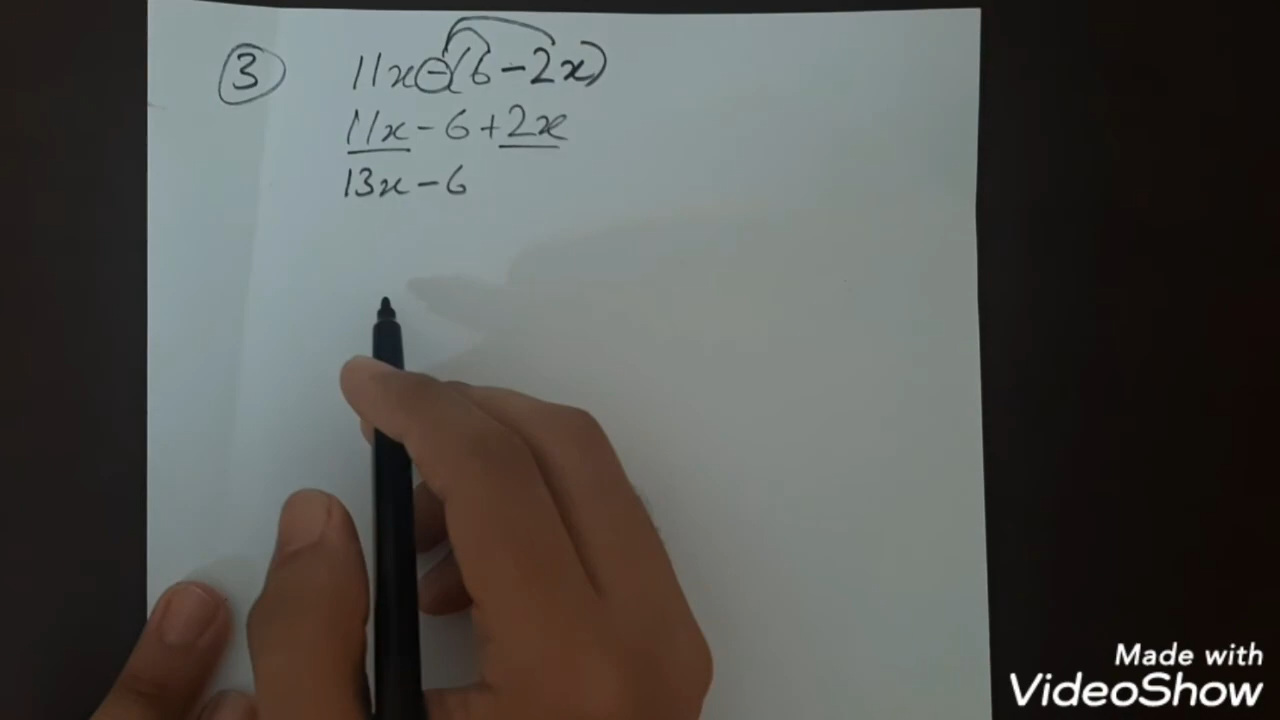 3 11x-(6-2x)
11x-6+2x
13x-6
Made with
VideoShow